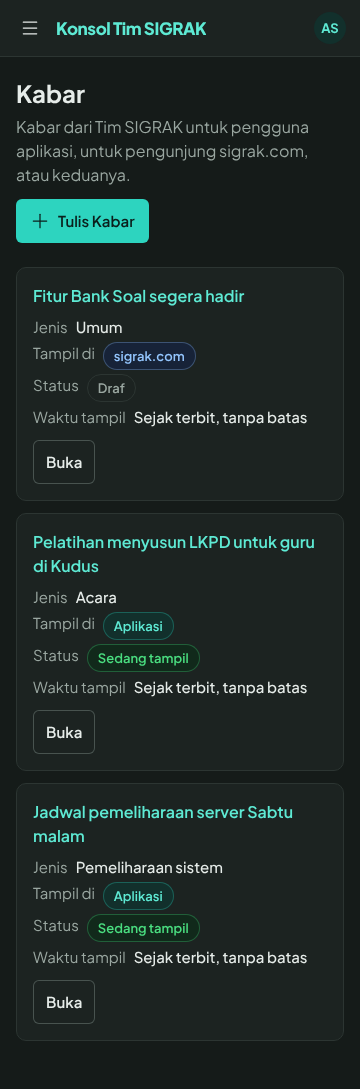 Konsol Tim SIGRAK
AS
Kabar
Kabar dari Tim SIGRAK untuk pengguna
aplikasi, untuk pengunjung sigrak.com,
atau keduanya.
Tulis Kabar
Fitur Bank Soal segera hadir
Jenis Umum
Tampil di sigrak.com
Status Draf
Waktu tampil Sejak terbit, tanpa batas
Buka
Pelatihan menyusun LKPD untuk guru
di Kudus
Jenis Acara
Tampil di Aplikasi
Status Sedang tampil
Waktu tampil Sejak terbit, tanpa batas
Buka
Jadwal pemeliharaan server Sabtu
malam
Jenis Pemeliharaan sistem
Tampil di Aplikasi
Status Sedang tampil
Waktu tampil Sejak terbit, tanpa batas
Buka